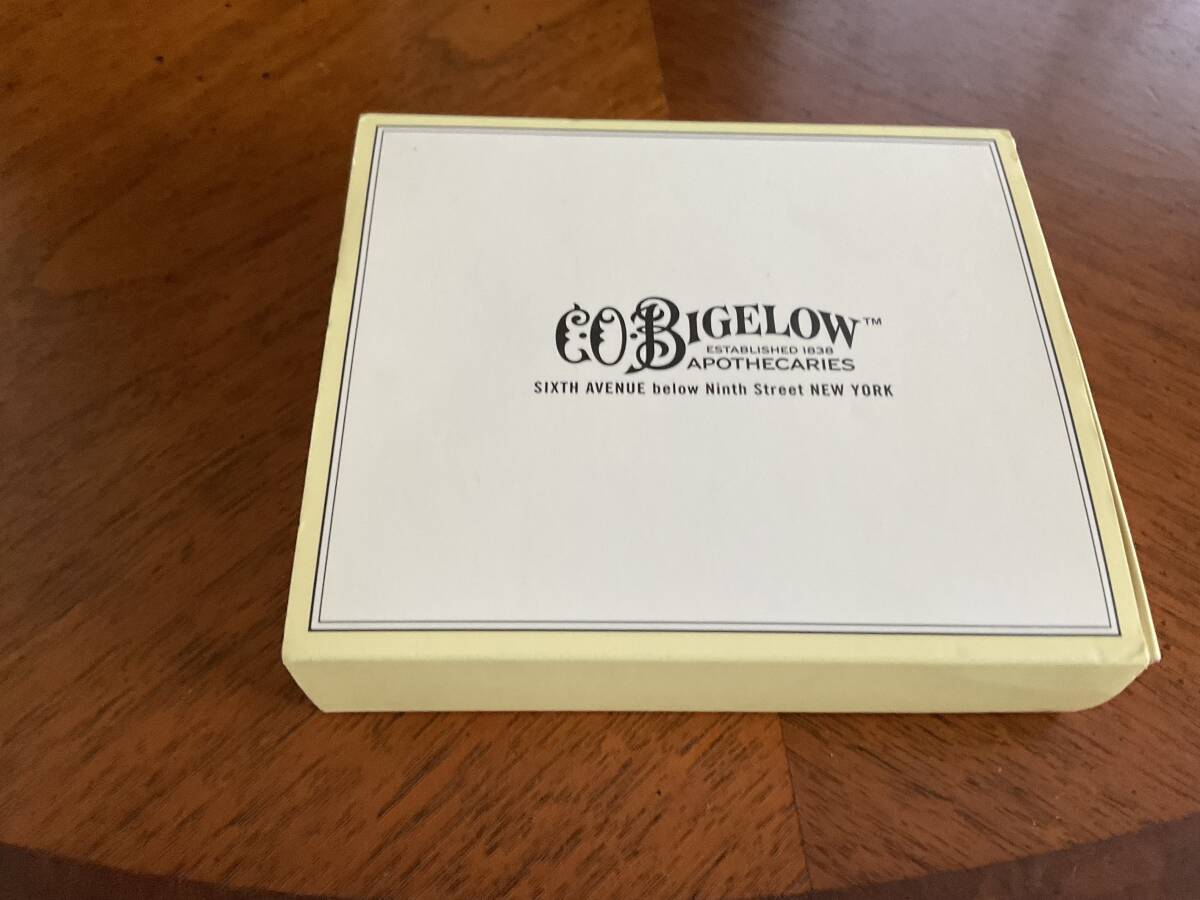 C.O. BIGELOW™
ESTABLISHED 1838
APOTHECARIES
SIXTH AVENUE below Ninth Street NEW YORK